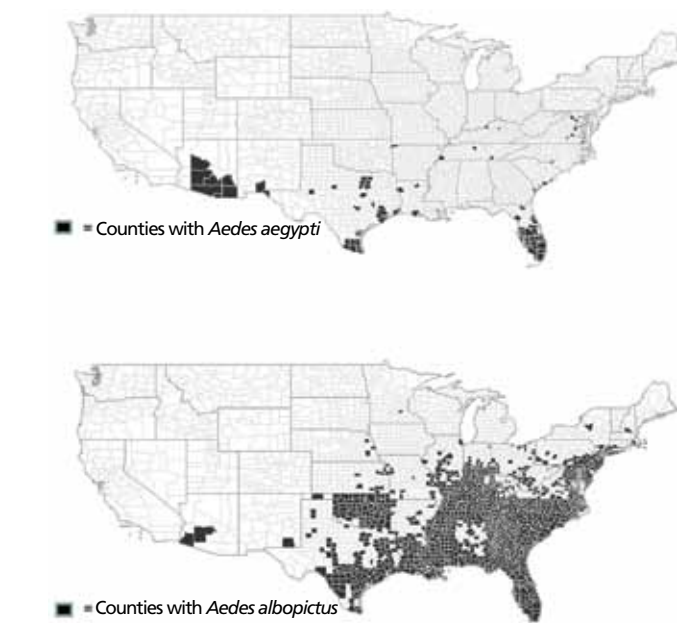 = Counties with Aedes aegypti
= Counties with Aedes albopictus